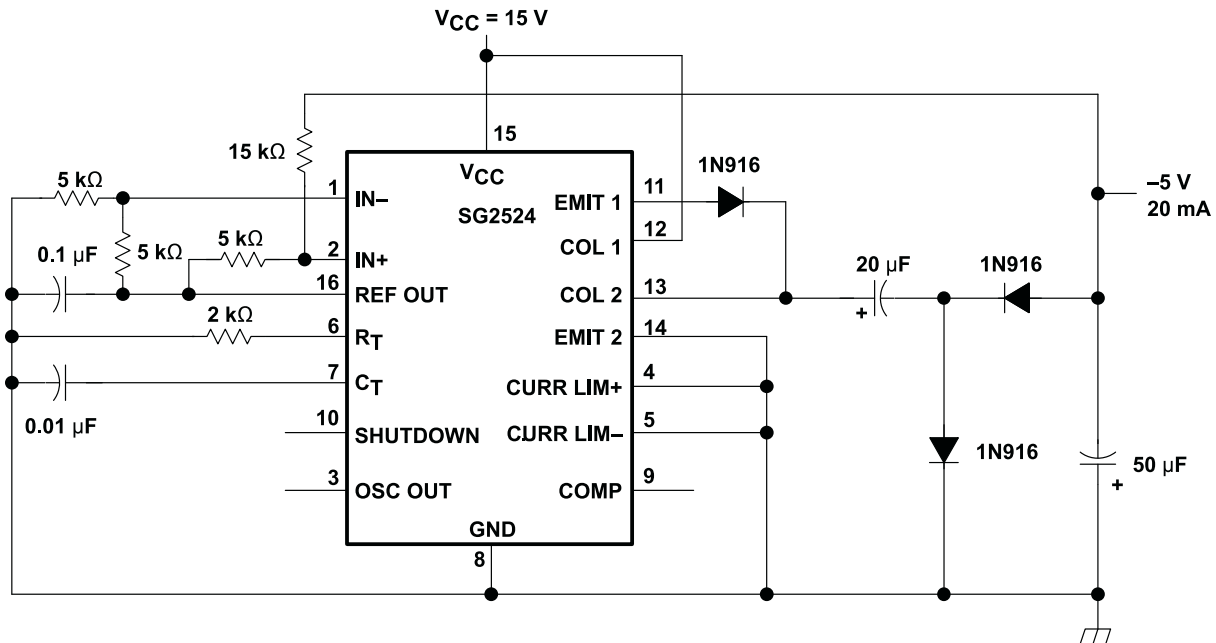 VCC = 15 V
15
15 kΩ
VCC
SG2524
5 kΩ
1
IN–
11
EMIT 1
1N916
12
COL 1
5 kΩ
5 kΩ
2
IN+
0.1 µF
16
REF OUT
13
COL 2
20 µF
+
1N916
–5 V
20 mA
2 kΩ
6
RT
14
EMIT 2
7
CT
4
CURR LIM+
0.01 µF
10
SHUTDOWN
5
CURR LIM–
1N916
50 µF
+
3
OSC OUT
9
COMP
GND
8